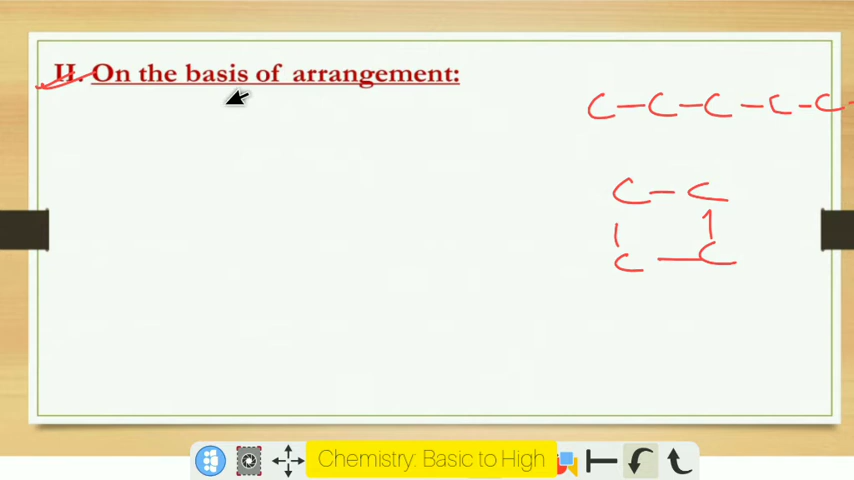 II. On the basis of arrangement:
C-C-C-C-C-
C-C
| |
C-C
Chemistry: Basic to High